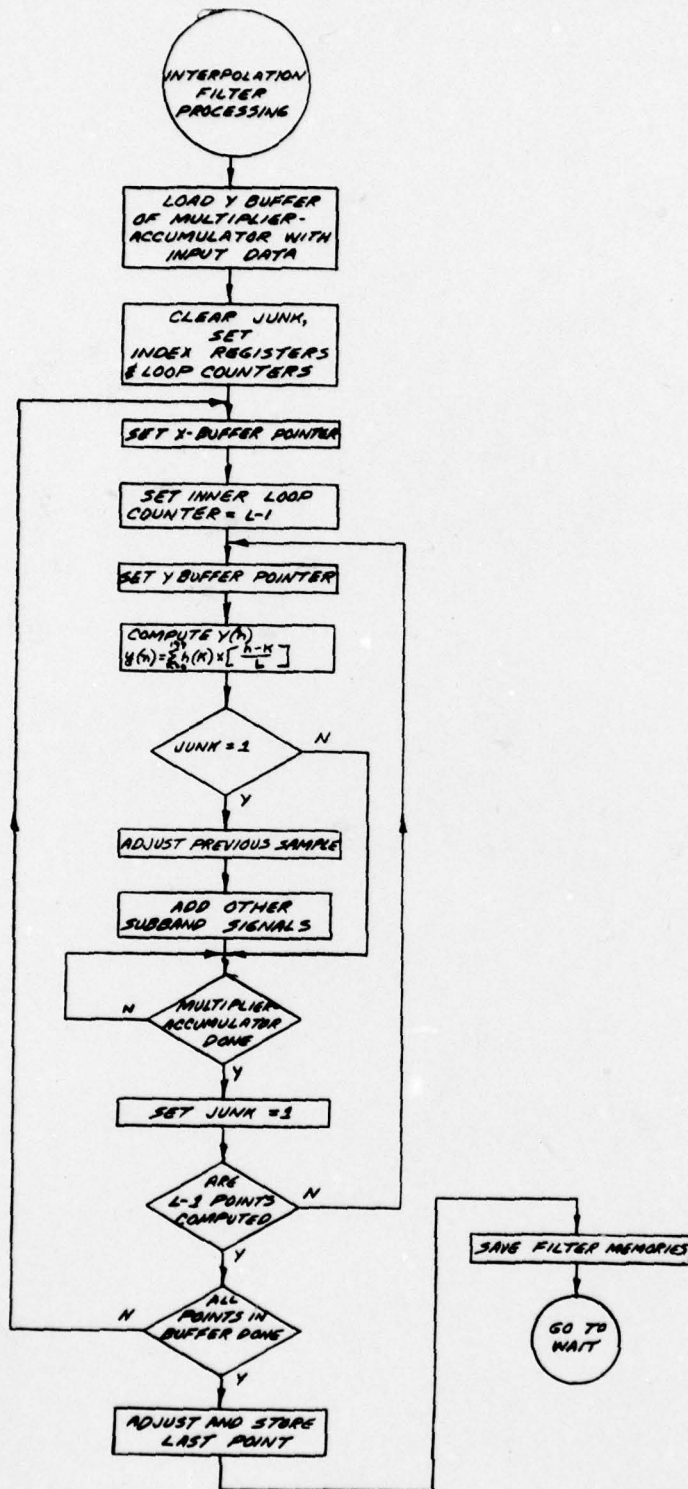 INTERPOLATION
FILTER
PROCESSING
LOAD Y BUFFER
OF MULTIPLIER-
ACCUMULATOR WITH
INPUT DATA
CLEAR JUNK,
SET
INDEX REGISTERS
& LOOP COUNTERS
SET X-BUFFER POINTER
SET INNER LOOP
COUNTER = L-1
SET Y BUFFER POINTER
COMPUTE Y(n)
y(n)=∑ h(K) x [n-K/L]
JUNK = 1
N
Y
ADJUST PREVIOUS SAMPLE
ADD OTHER
SUBBAND SIGNALS
N
MULTIPLIER-
ACCUMULATOR
DONE
Y
SET JUNK = 1
ARE
L-1 POINTS
COMPUTED
N
Y
SAVE FILTER MEMORIES
N
ALL
POINTS IN
BUFFER DONE
Y
GO TO
WAIT
ADJUST AND STORE
LAST POINT